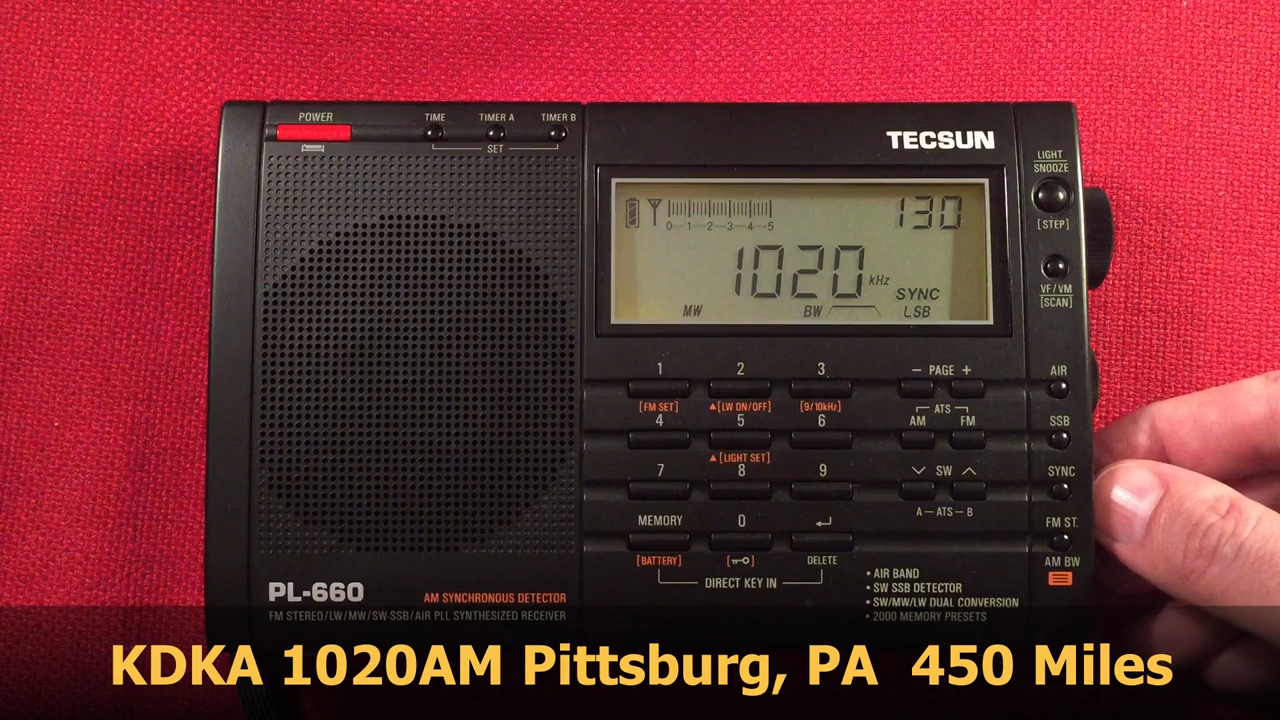 POWER TIME TIMER A TIMER B
SET
TECSUN
LIGHT
SNOOZE
[STEP]
130
0 1 2 3 4 5
1020 kHz
SYNC
MW BW LSB
VF/VM
[SCAN]
1 2 3 – PAGE + AIR
[FM SET] ▲[LW ON/OFF] [9/10kHz] ATS
4 5 6 AM FM SSB
▲[LIGHT SET]
7 8 9 SW SYNC
A — ATS — B
MEMORY 0 ↵ FM ST.
[BATTERY] DELETE AM BW
DIRECT KEY IN
• AIR BAND
• SW SSB DETECTOR
• SW/MW/LW DUAL CONVERSION
• 2000 MEMORY PRESETS
PL-660 AM SYNCHRONOUS DETECTOR
FM STEREO/LW/MW/SW-SSB/AIR PLL SYNTHESIZED RECEIVER
KDKA 1020AM Pittsburg, PA 450 Miles